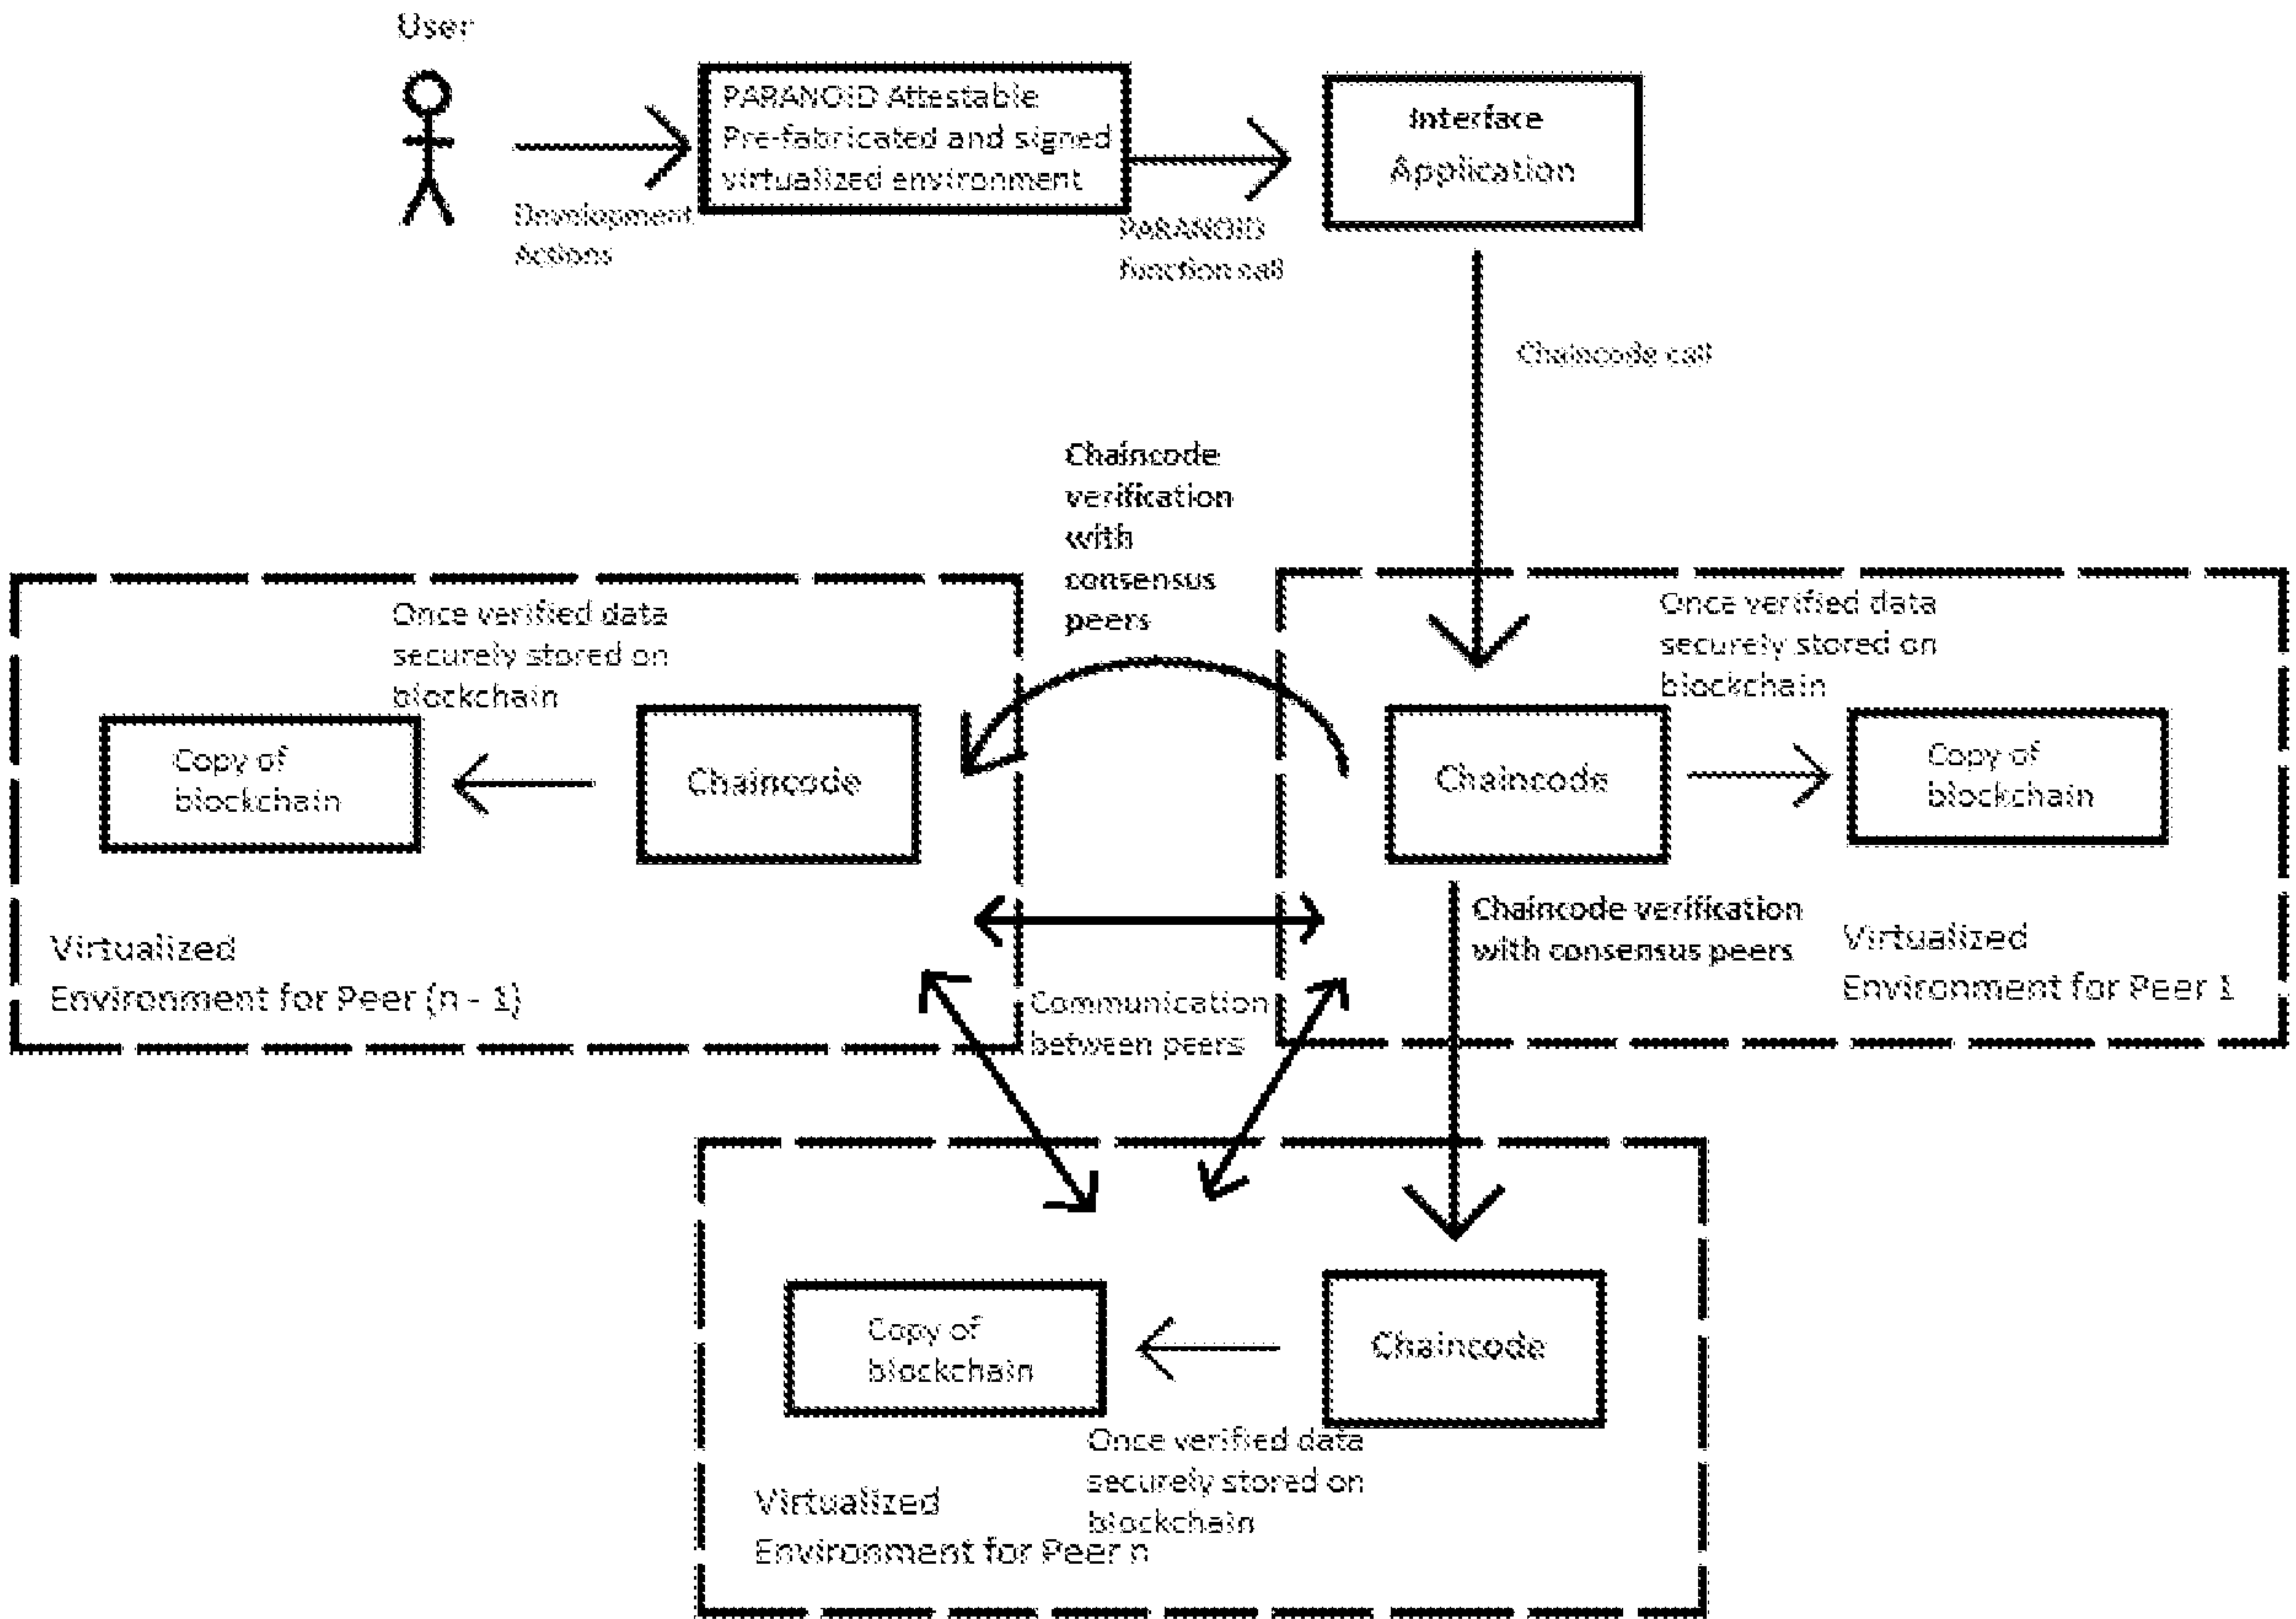 User
PARANOID Attestable
Pre-fabricated and signed
virtualized environment
Interface
Application
Development
Actions
PARANOID
function call
Chaincode call
Chaincode
verification
with
consensus
peers
Once verified data
securely stored on
blockchain
Copy of
blockchain
Chaincode
Virtualized
Environment for Peer (n - 1)
Once verified data
securely stored on
blockchain
Chaincode
Copy of
blockchain
Chaincode verification
with consensus peers
Virtualized
Environment for Peer 1
Communication
between peers
Copy of
blockchain
Chaincode
Once verified data
securely stored on
blockchain
Virtualized
Environment for Peer n